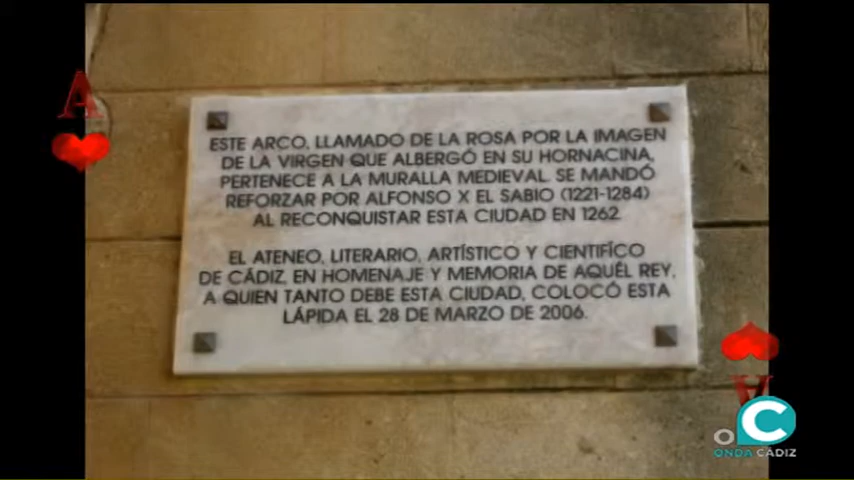 ESTE ARCO, LLAMADO DE LA ROSA POR LA IMAGEN
DE LA VIRGEN QUE ALBERGÓ EN SU HORNACINA,
PERTENECE A LA MURALLA MEDIEVAL. SE MANDÓ
REFORZAR POR ALFONSO X EL SABIO (1221-1284)
AL RECONQUISTAR ESTA CIUDAD EN 1262.
EL ATENEO, LITERARIO, ARTÍSTICO Y CIENTIFÍCO
DE CÁDIZ, EN HOMENAJE Y MEMORIA DE AQUÉL REY,
A QUIEN TANTO DEBE ESTA CIUDAD, COLOCÓ ESTA
LÁPIDA EL 28 DE MARZO DE 2006.
A
A
O C
ONDA CÁDIZ